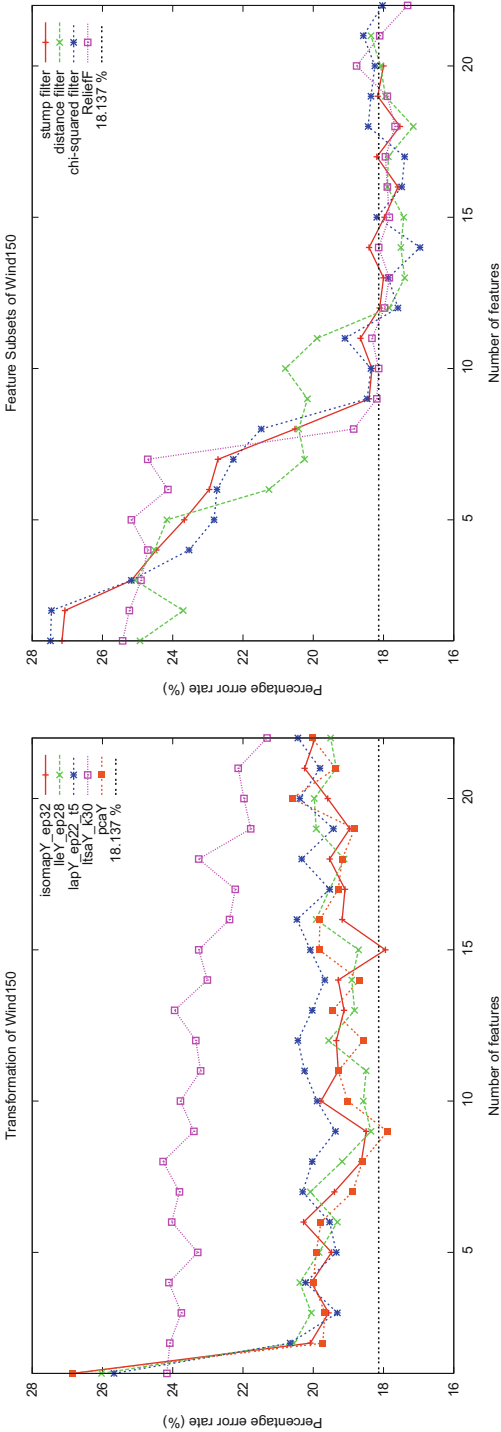 Transformation of Wind150
Percentage error rate (%)
28
26
24
22
20
18
16
5
10
15
20
Number of features
isomapY_ep32
lleY_ep28
lapY_ep22_t5
ltsaY_k30
pcaY
18.137 %
Feature Subsets of Wind150
Percentage error rate (%)
28
26
24
22
20
18
16
5
10
15
20
Number of features
stump filter
distance filter
chi-squared filter
ReliefF
18.137 %